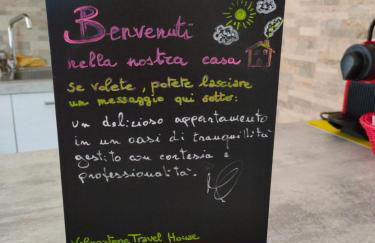 Benvenuti
nella nostra casa
se volete, potete lasciare
un messaggio qui sotto:
un delizioso appartamento
in un oasi di tranquillità
gestito con cortesia e
professionalità.
Travel House